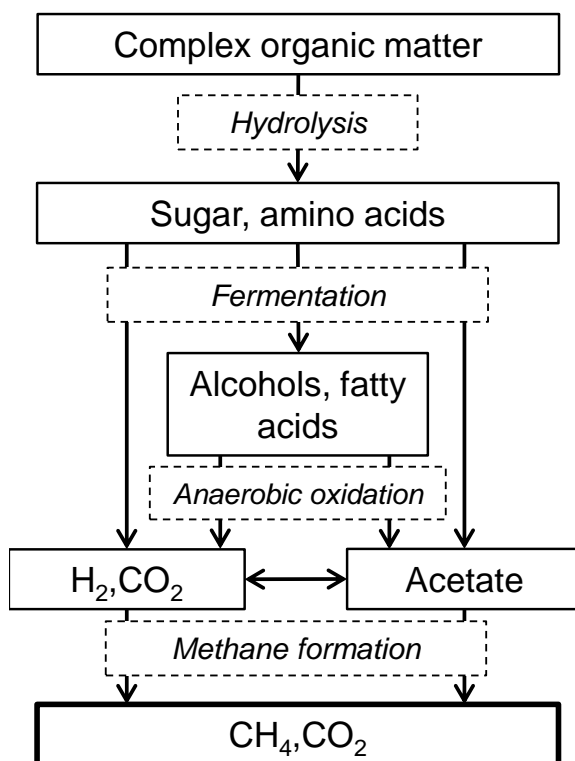 Complex organic matter
Hydrolysis
Sugar, amino acids
Fermentation
Alcohols, fatty
acids
Anaerobic oxidation
H₂,CO₂
Acetate
Methane formation
CH₄,CO₂